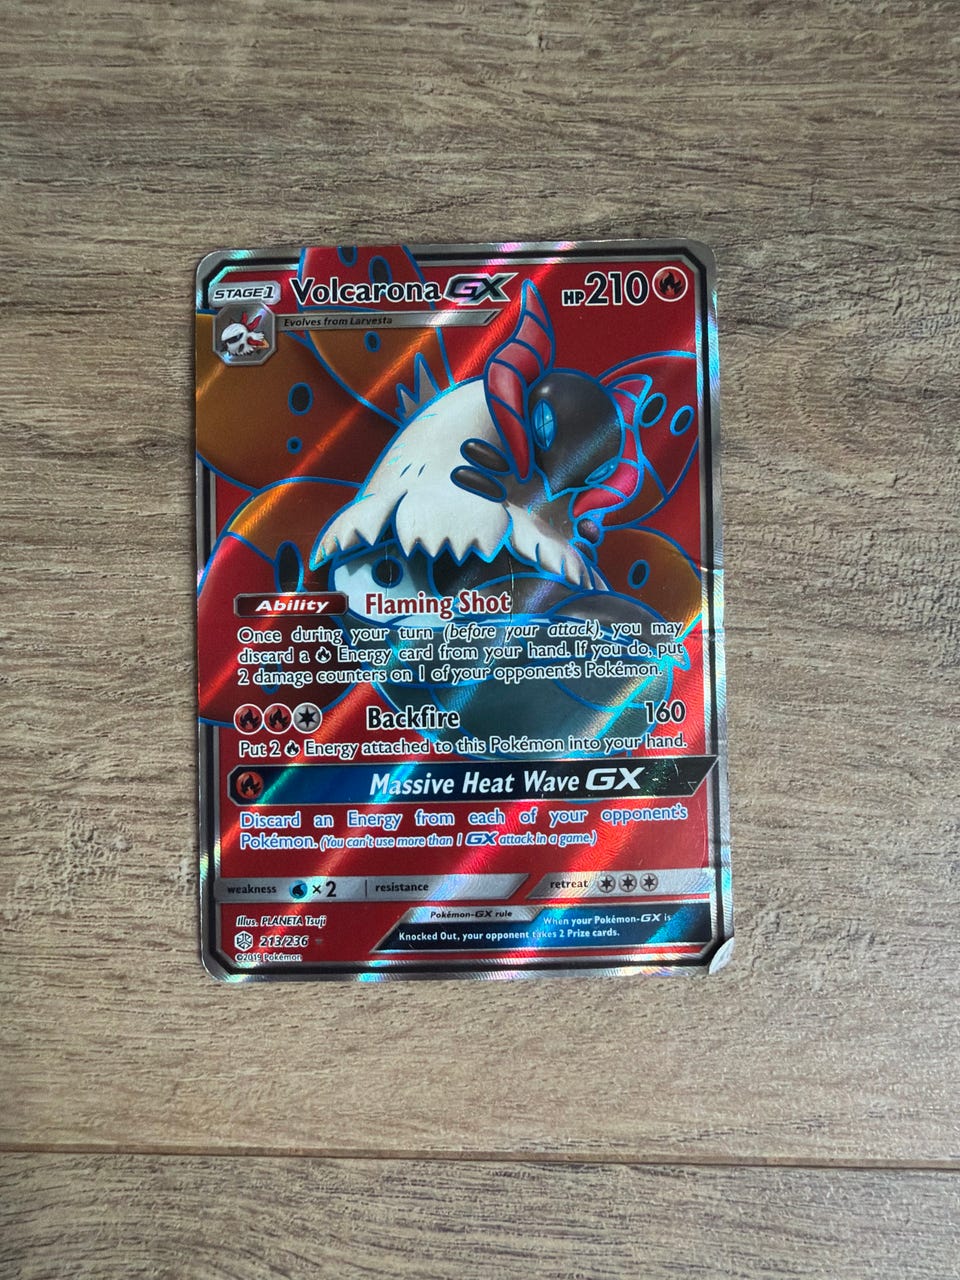 STAGE1 Volcarona GX HP210
Evolves from Larvesta
Ability Flaming Shot
Once during your turn (before your attack), you may
discard a Energy card from your hand. If you do, put
2 damage counters on 1 of your opponent's Pokémon.
Backfire 160
Put 2 Energy attached to this Pokémon into your hand.
Massive Heat Wave GX
Discard an Energy from each of your opponent's
Pokémon. (You can't use more than 1 GX attack in a game.)
weakness ×2 resistance retreat
Illus. PLANETA Tsuji
Pokémon-GX rule
When your Pokémon-GX is
Knocked Out, your opponent takes 2 Prize cards.
213/236
©2019 Pokémon